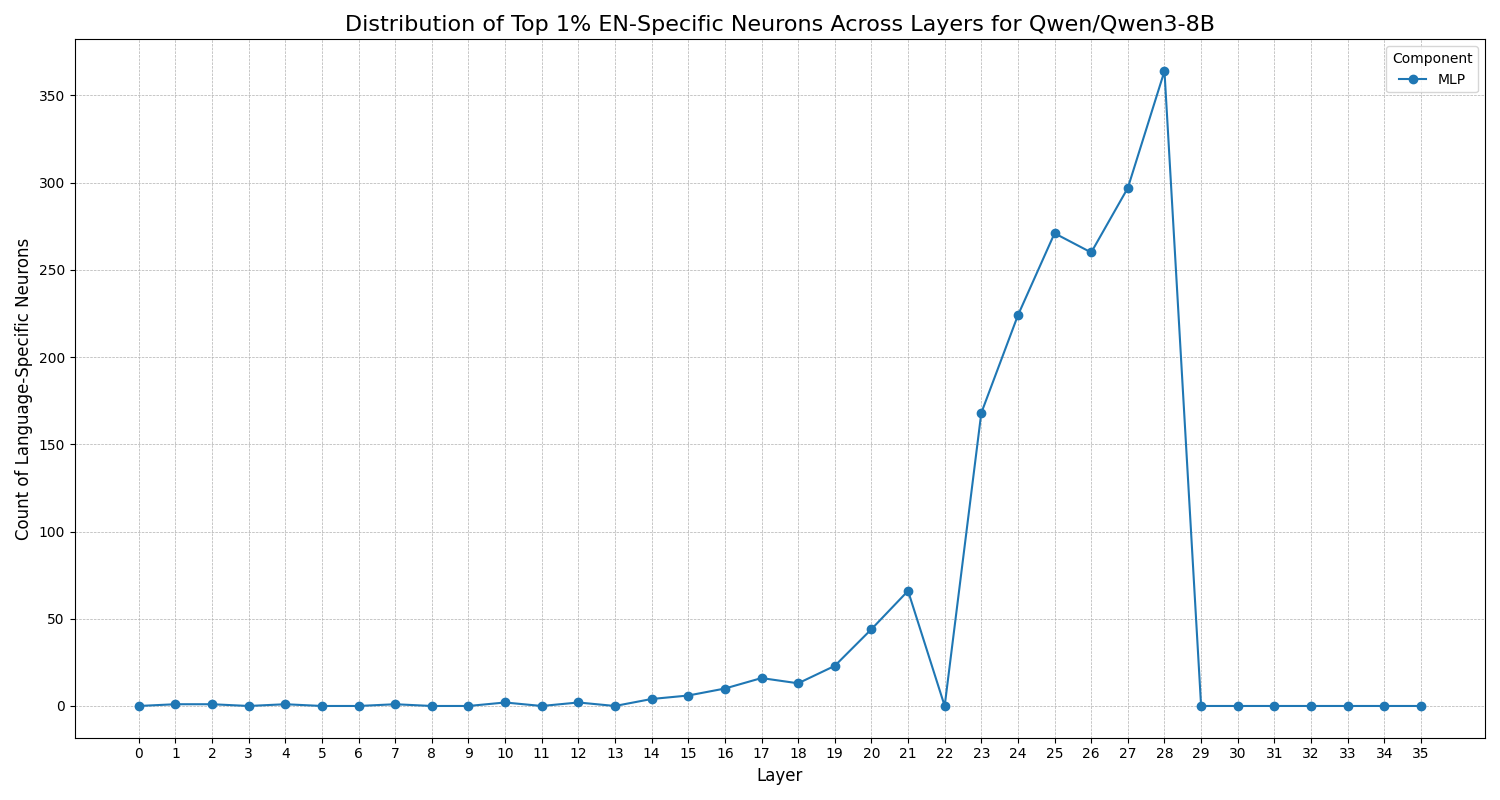 Distribution of Top 1% EN-Specific Neurons Across Layers for Qwen/Qwen3-8B
Component
MLP
Count of Language-Specific Neurons
350
300
250
200
150
100
50
0
0 1 2 3 4 5 6 7 8 9 10 11 12 13 14 15 16 17 18 19 20 21 22 23 24 25 26 27 28 29 30 31 32 33 34 35
Layer